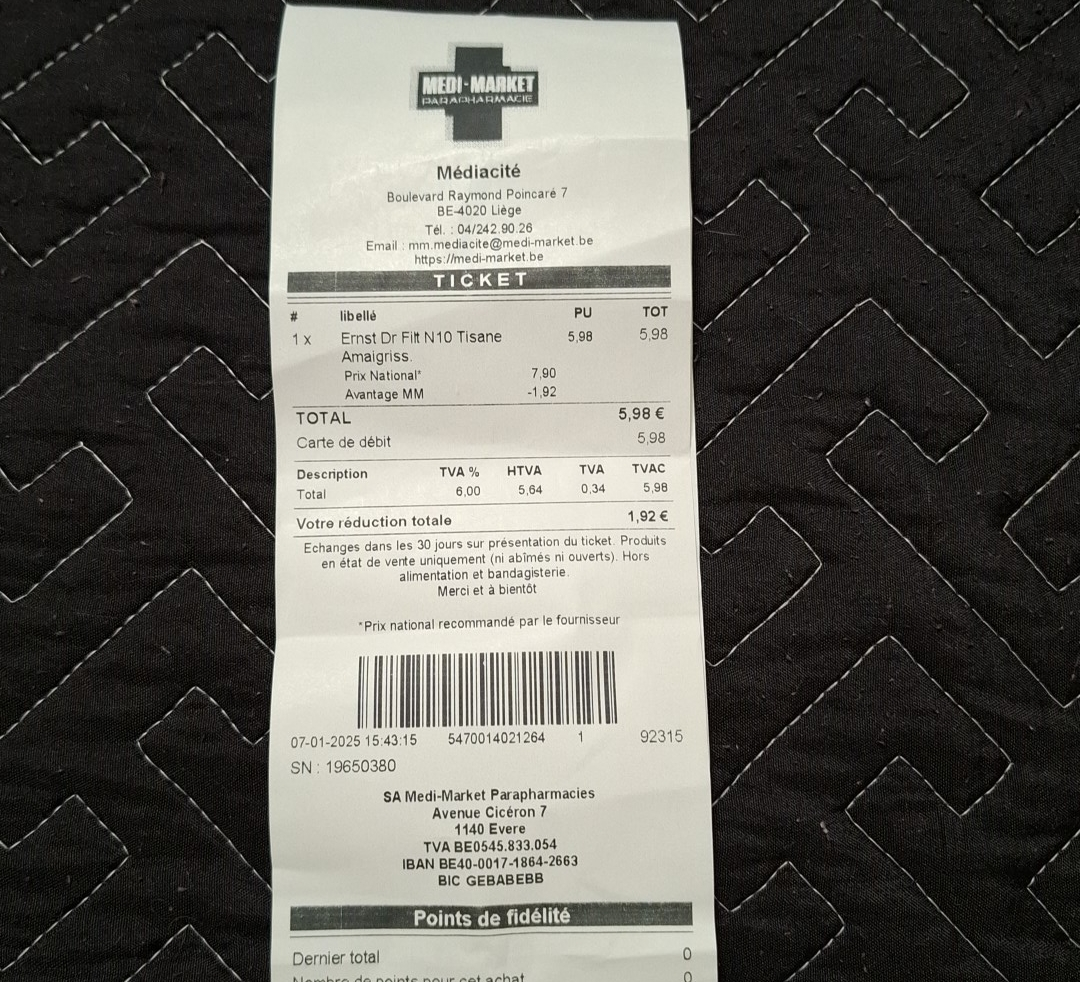 MEDI-MARKET
PARAPHARMACIE
Médiacité
Boulevard Raymond Poincaré 7
BE-4020 Liège
Tél. : 04/242.90.26
Email : mm.mediacite@medi-market.be
https://medi-market.be
TICKET
# libellé PU TOT
1 x Ernst Dr Filt N10 Tisane 5,98 5,98
Amaigriss.
Prix National* 7,90
Avantage MM -1,92
TOTAL 5,98 €
Carte de débit 5,98
Description TVA % HTVA TVA TVAC
Total 6,00 5,64 0,34 5,98
Votre réduction totale 1,92 €
Echanges dans les 30 jours sur présentation du ticket. Produits
en état de vente uniquement (ni abîmés ni ouverts). Hors
alimentation et bandagisterie.
Merci et à bientôt
*Prix national recommandé par le fournisseur
07-01-2025 15:43:15 5470014021264 1 92315
SN : 19650380
SA Medi-Market Parapharmacies
Avenue Cicéron 7
1140 Evere
TVA BE0545.833.054
IBAN BE40-0017-1864-2663
BIC GEBABEBB
Points de fidélité
Dernier total 0
Nombre de points pour cet achat 0